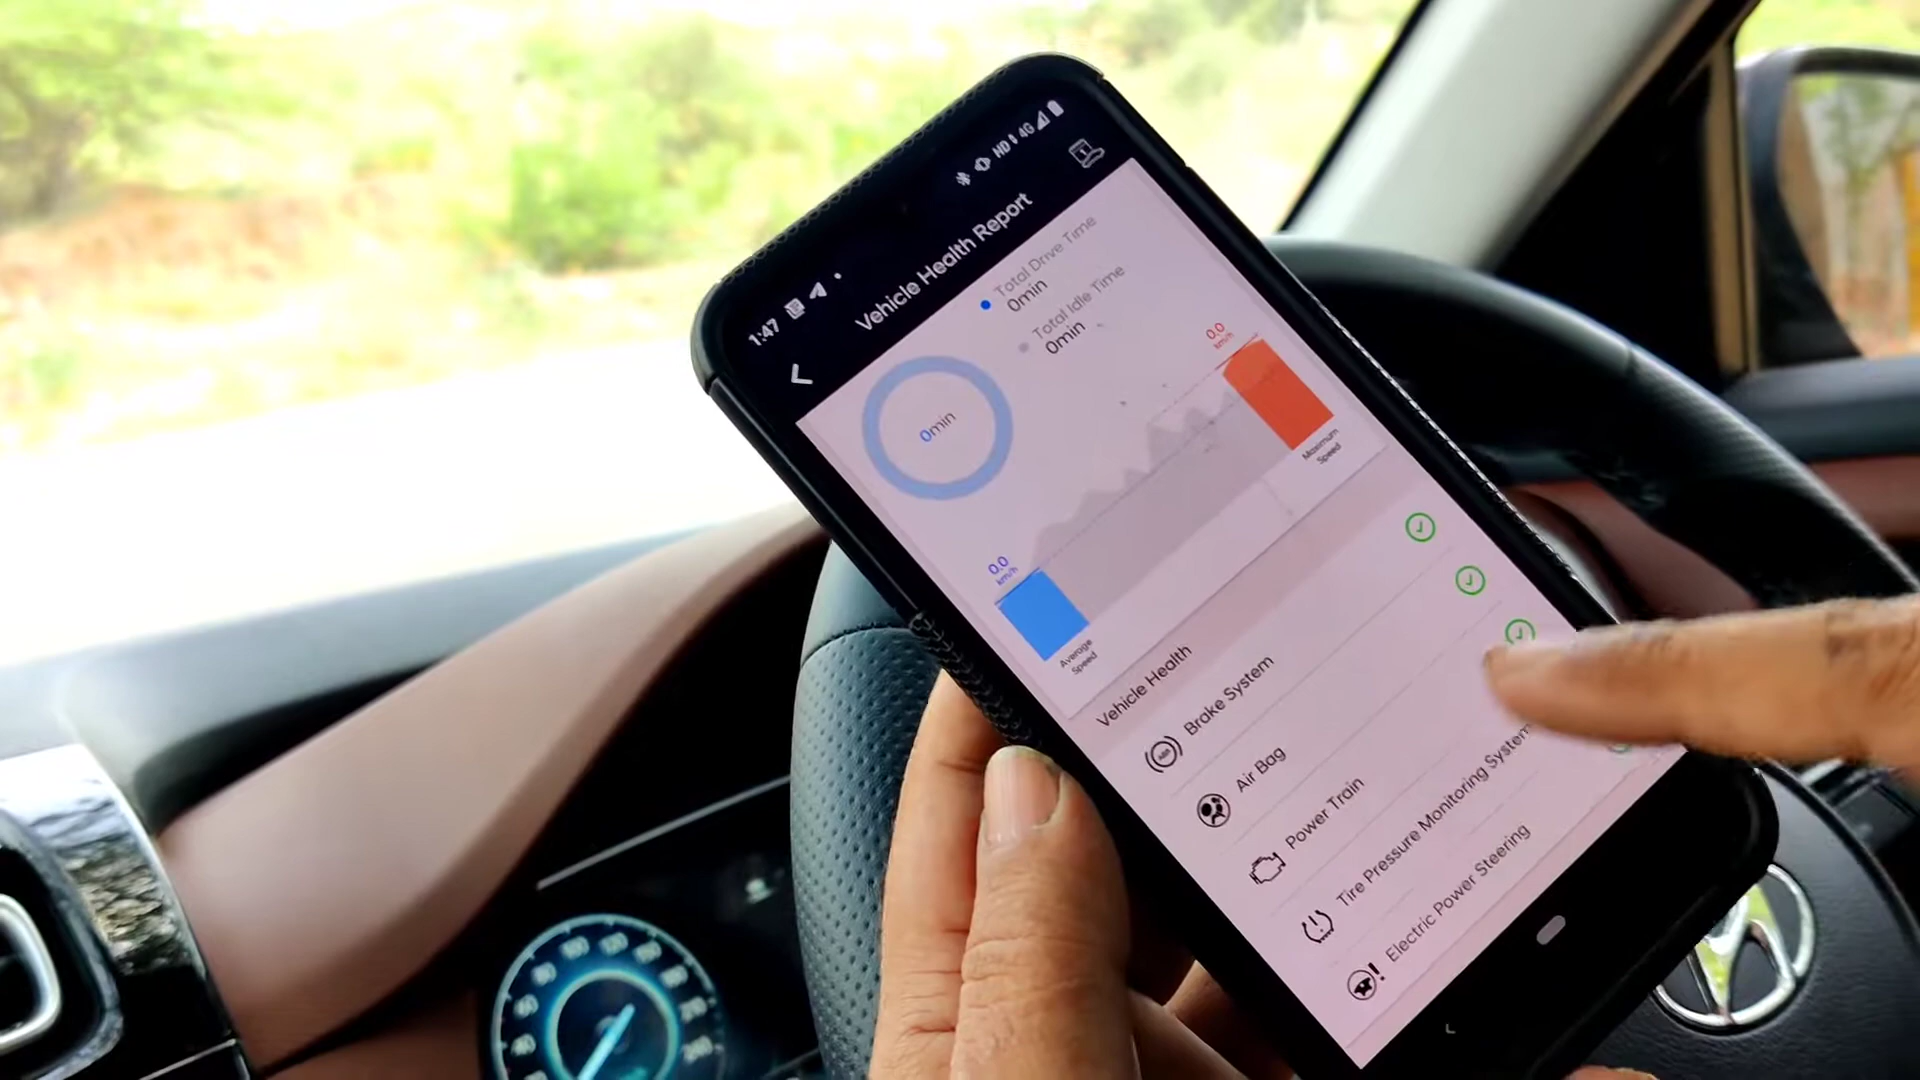 1:47
HD 4G
Vehicle Health Report
Total Drive Time
0min
Total Idle Time
0min
0min
0.0
km/h
Maximum
Speed
0.0
km/h
Average
Speed
Vehicle Health
Brake System
Air Bag
Power Train
Tire Pressure Monitoring System
Electric Power Steering